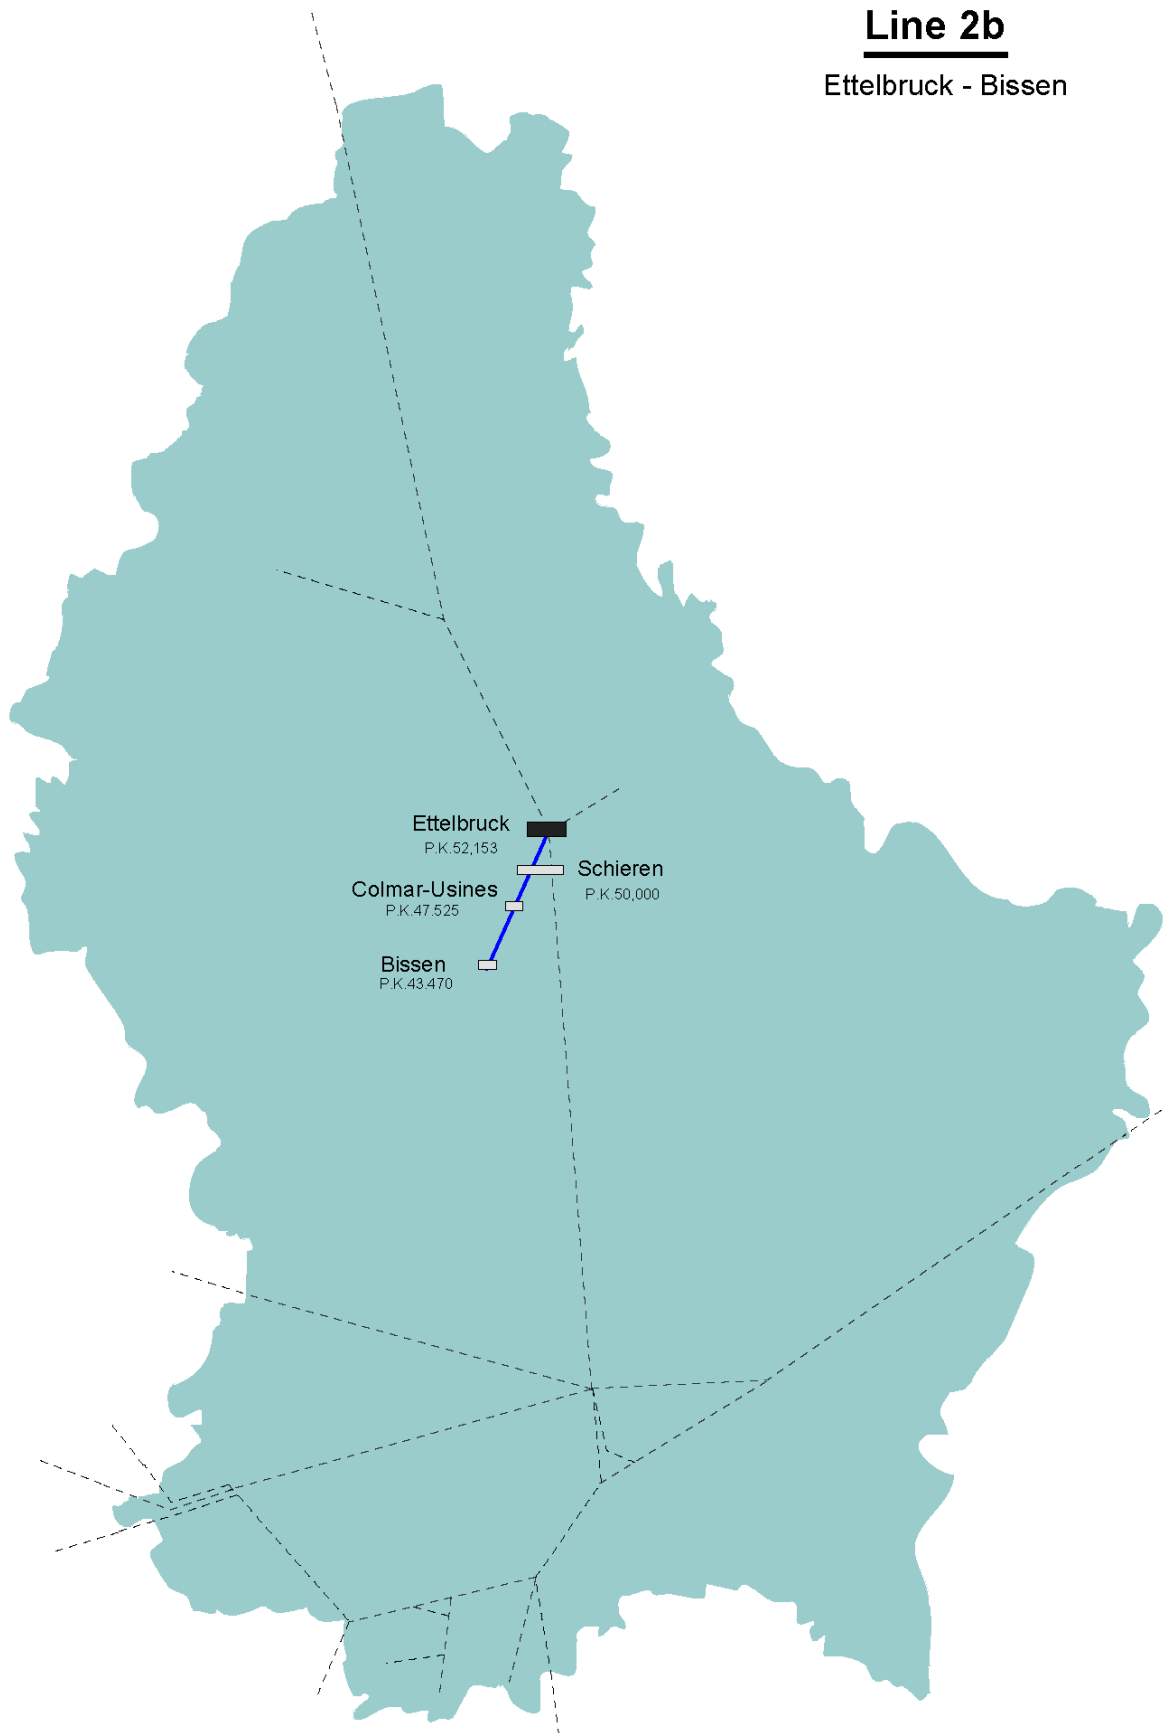 Line 2b
Ettelbruck - Bissen
Ettelbruck
P.K.52,153
Schieren
P.K.50,000
Colmar-Usines
P.K.47.525
Bissen
P.K.43.470